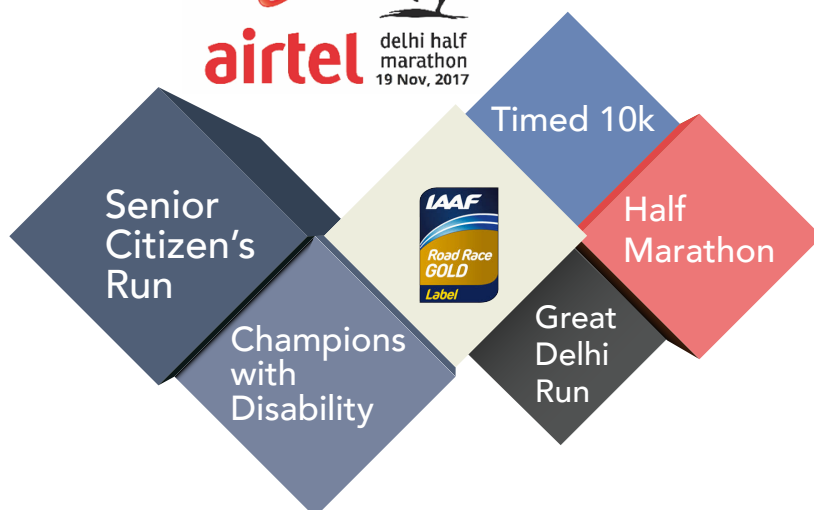 airtel
delhi half
marathon
19 Nov, 2017
Timed 10k
Senior
Citizen's
Run
IAAF
Road Race
GOLD
Label
Half
Marathon
Champions
with
Disability
Great
Delhi
Run